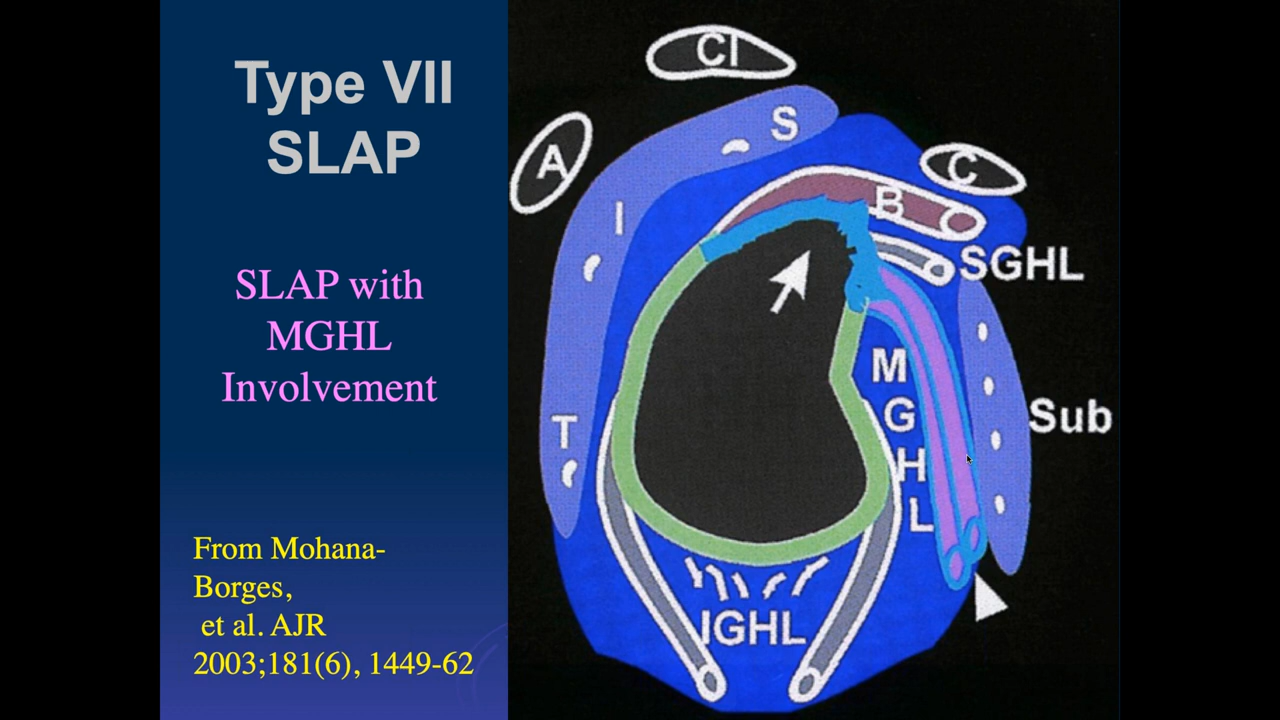 Type VII
SLAP
SLAP with
MGHL
Involvement
From Mohana-
Borges,
et al. AJR
2003;181(6), 1449-62
Cl
A
S
C
I
B
SGHL
M
G
H
L
T
Sub
IGHL